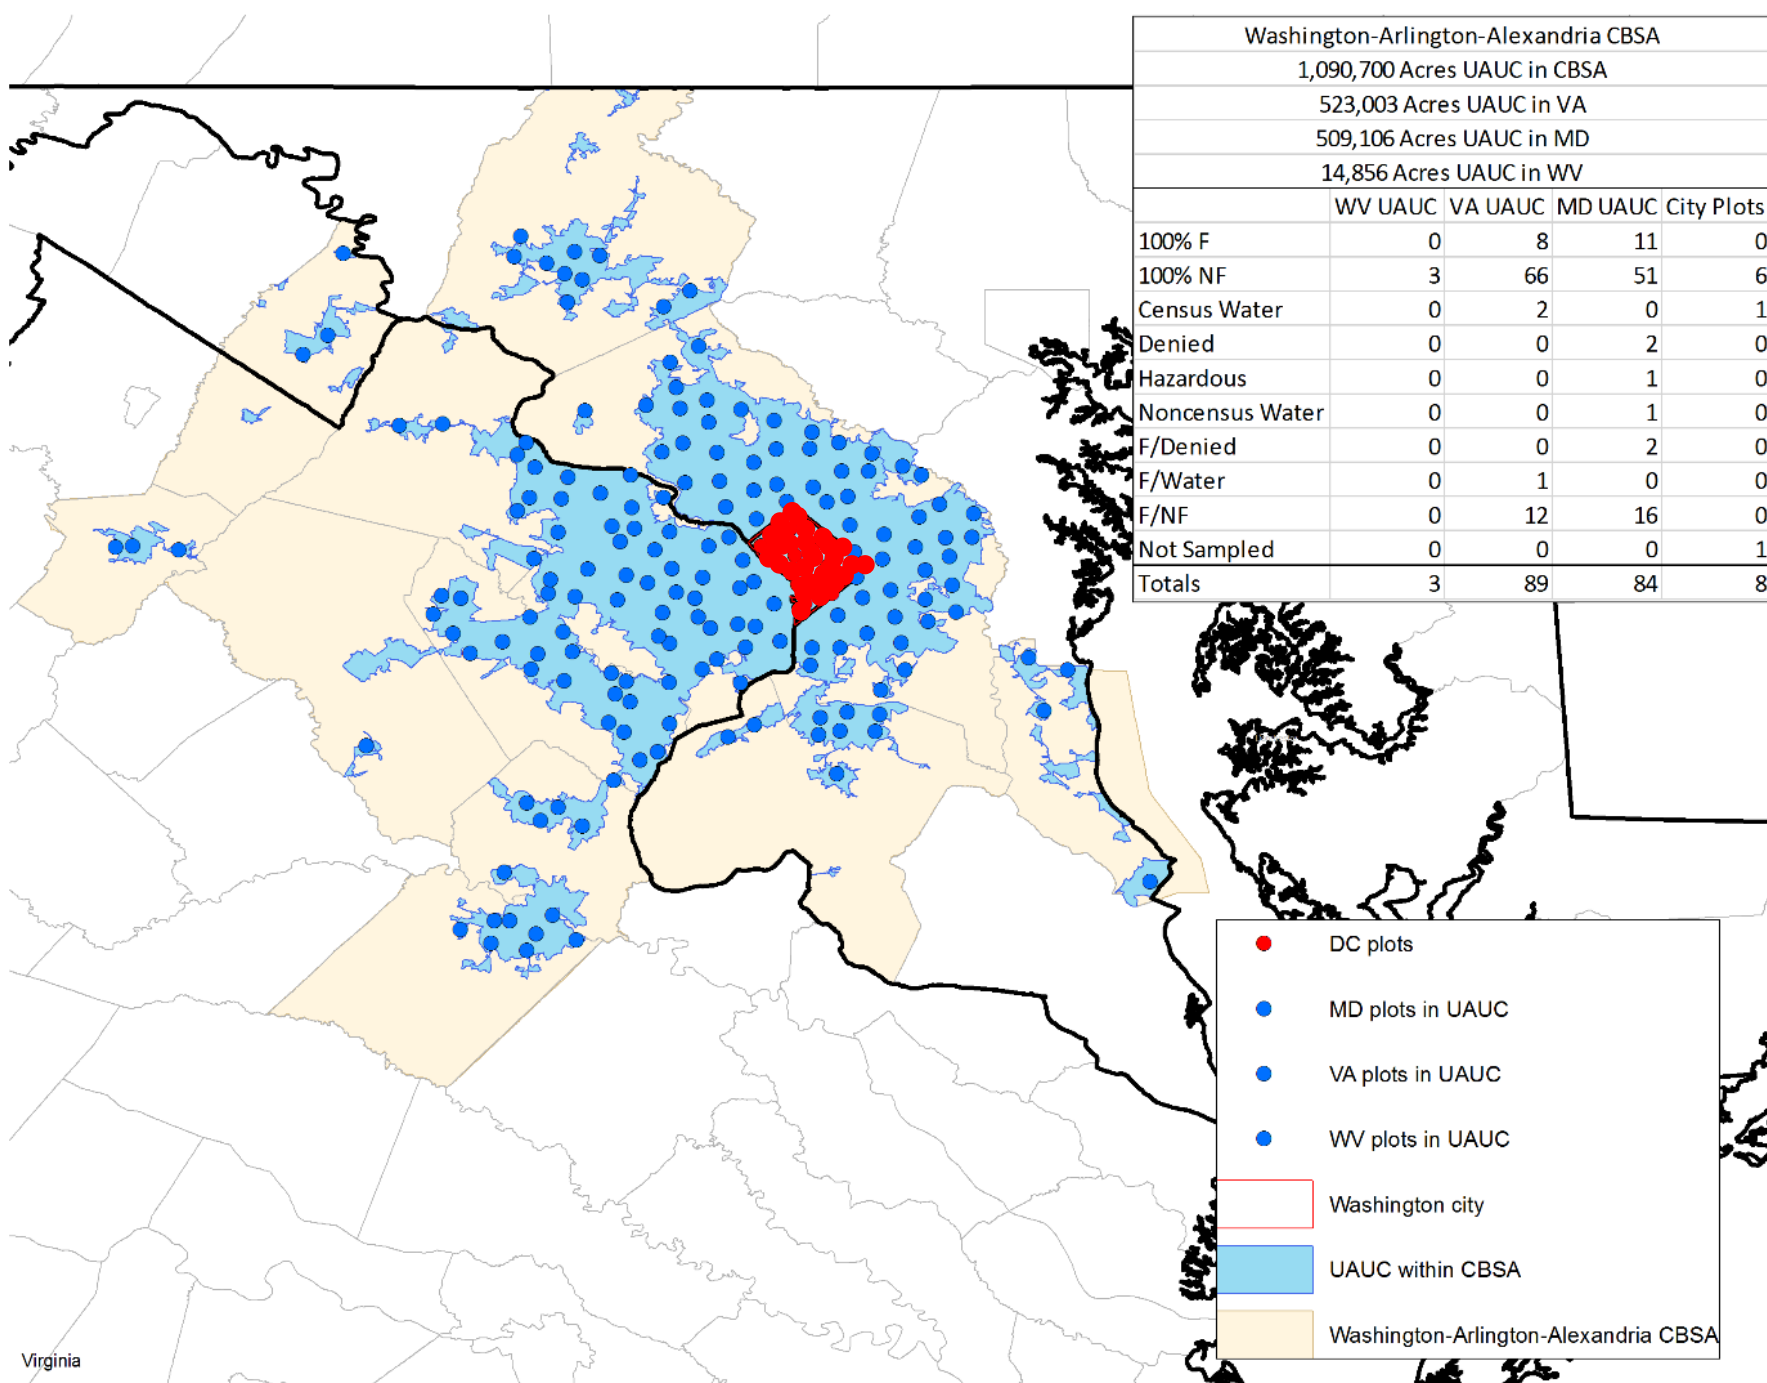 Washington-Arlington-Alexandria CBSA
1,090,700 Acres UAUC in CBSA
523,003 Acres UAUC in VA
509,106 Acres UAUC in MD
14,856 Acres UAUC in WV
WV UAUC VA UAUC MD UAUC City Plots
100% F 0 8 11 0
100% NF 3 66 51 6
Census Water 0 2 0 1
Denied 0 0 2 0
Hazardous 0 0 1 0
Noncensus Water 0 0 1 0
F/Denied 0 0 2 0
F/Water 0 1 0 0
F/NF 0 12 16 0
Not Sampled 0 0 0 1
Totals 3 89 84 8
DC plots
MD plots in UAUC
VA plots in UAUC
WV plots in UAUC
Washington city
UAUC within CBSA
Washington-Arlington-Alexandria CBSA
Virginia